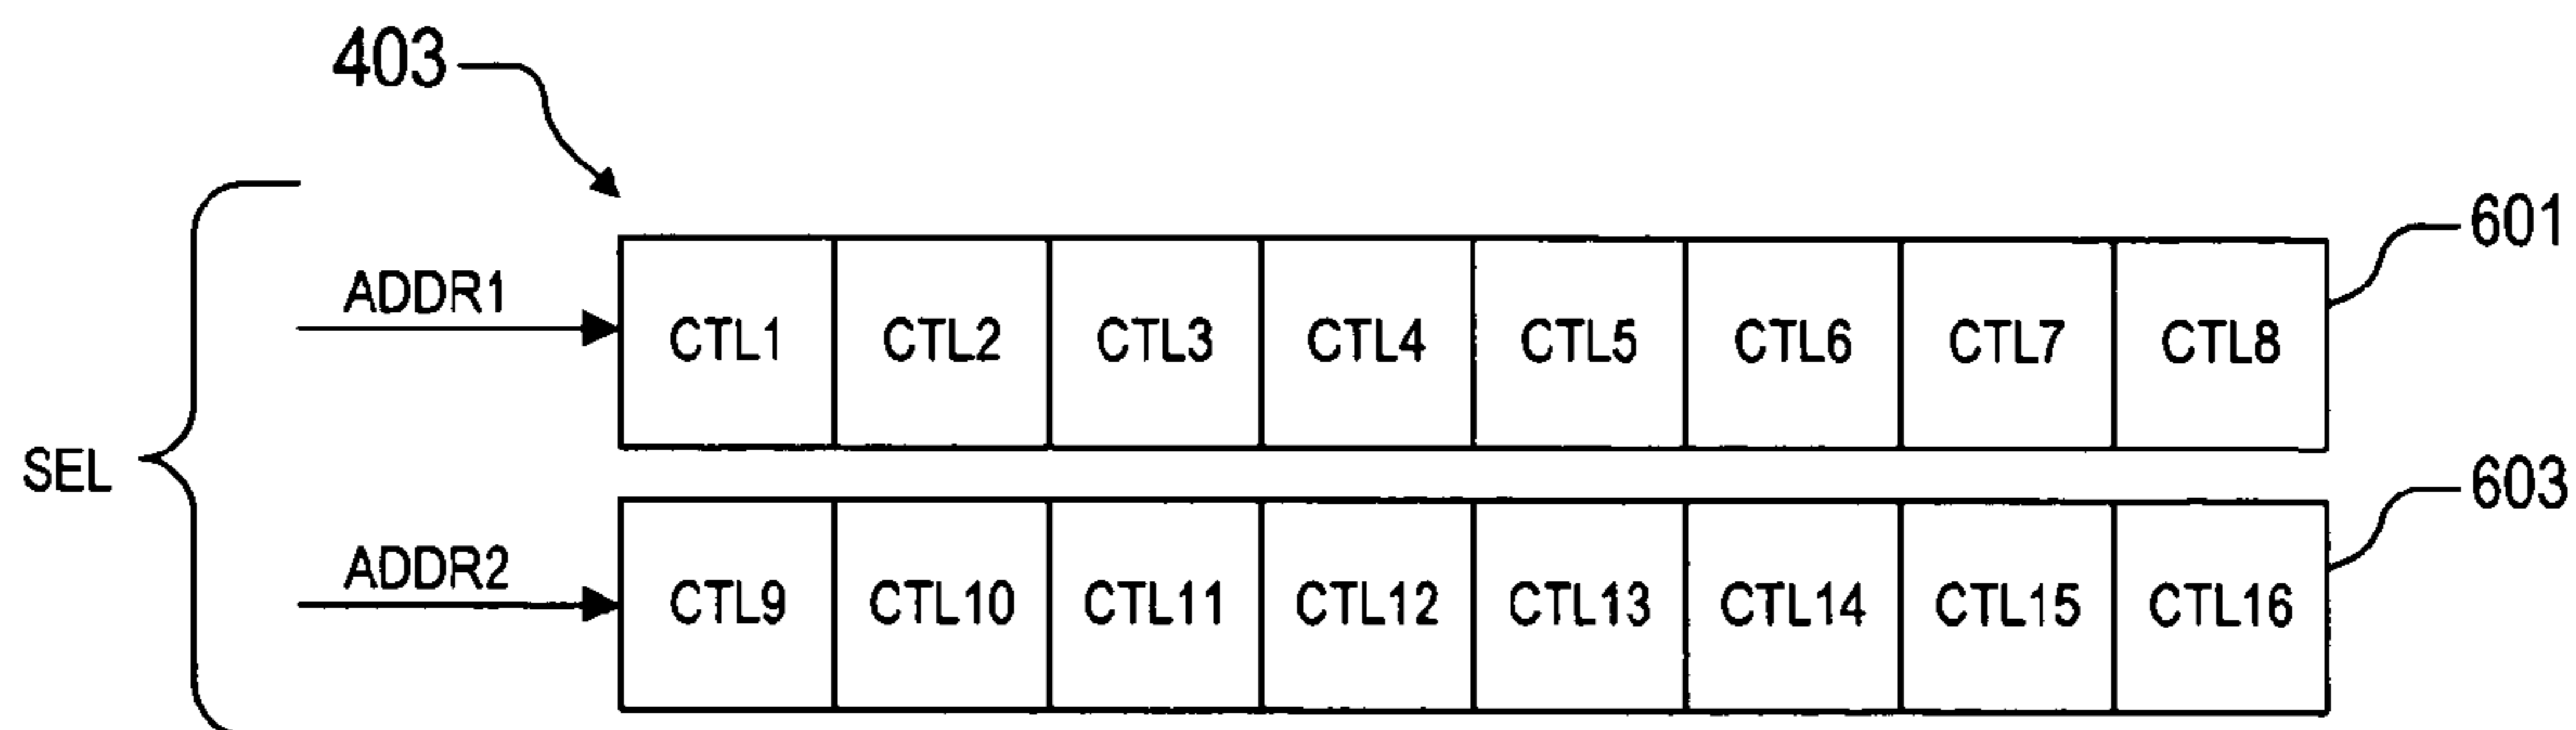 403
601
ADDR1
CTL1 CTL2 CTL3 CTL4 CTL5 CTL6 CTL7 CTL8
SEL
603
ADDR2
CTL9 CTL10 CTL11 CTL12 CTL13 CTL14 CTL15 CTL16